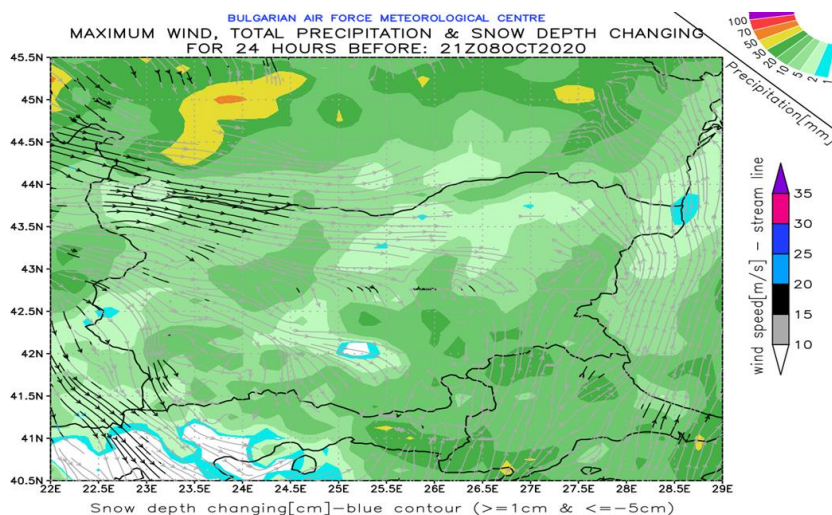 BULGARIAN AIR FORCE METEOROLOGICAL CENTRE
MAXIMUM WIND, TOTAL PRECIPITATION & SNOW DEPTH CHANGING
FOR 24 HOURS BEFORE: 21Z08OCT2020
100
70
50
30
20
10
5
2
1
Precipitation[mm]
45.5N
45N
44.5N
44N
43.5N
43N
42.5N
42N
41.5N
41N
40.5N
22E
22.5E
23E
23.5E
24E
24.5E
25E
25.5E
26E
26.5E
27E
27.5E
28E
28.5E
29E
wind speed[m/s] – stream line
35
30
25
20
15
10
Snow depth changing[cm]–blue contour (>=1cm & <=–5cm)